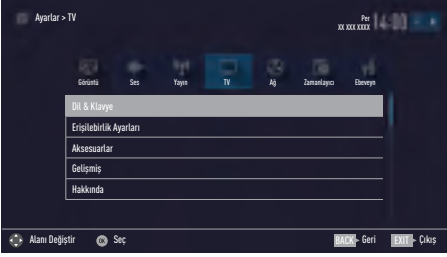 Ayarlar > TV
Per
XX XXX XXXX
14:00
Görüntü Ses Yayın TV Ağ Zamanlayıcı Ebeveyn
Dil & Klavye
Erişilebilirlik Ayarları
Aksesuarlar
Gelişmiş
Hakkında
Alanı Değiştir OK Seç BACK Geri EXIT Çıkış